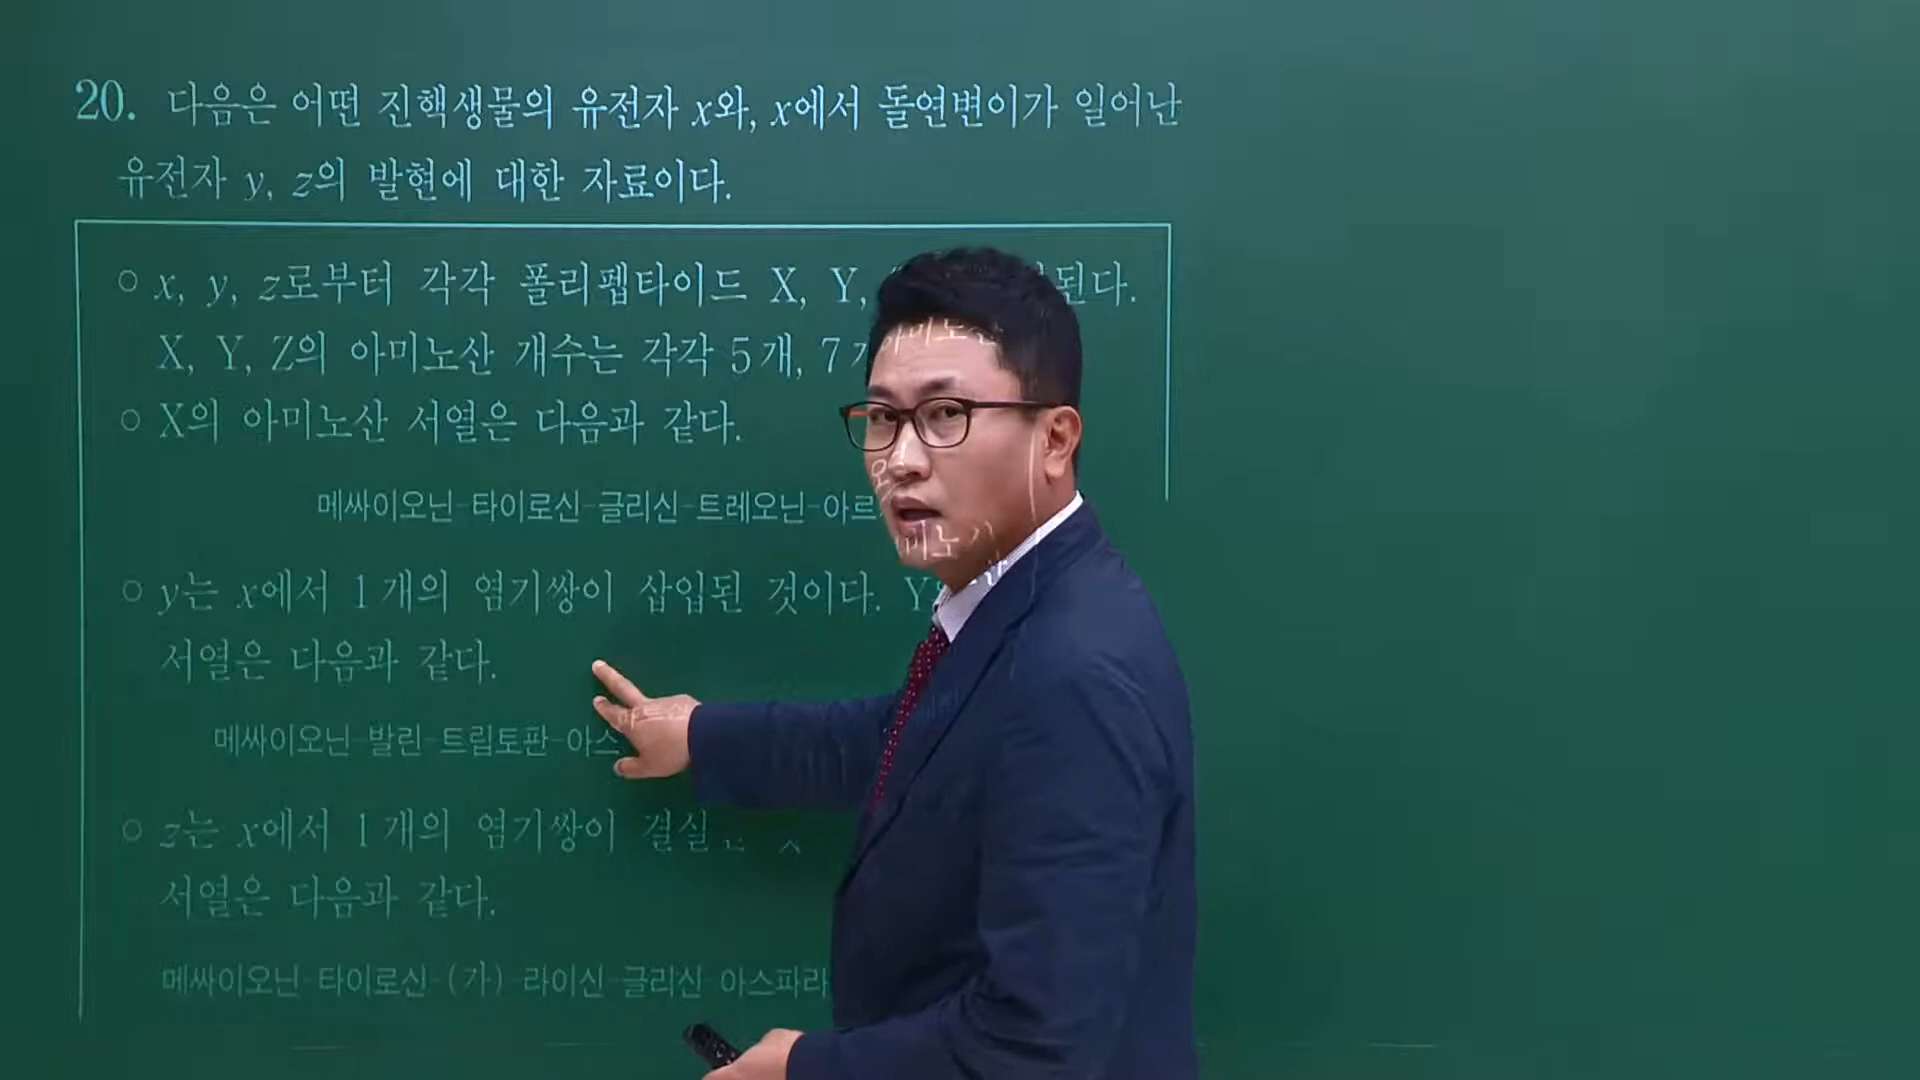 20. 다음은 어떤 진핵생물의 유전자 x와, x에서 돌연변이가 일어난
유전자 y, z의 발현에 대한 자료이다.
○ x, y, z로부터 각각 폴리펩타이드 X, Y, 된다.
X, Y, Z의 아미노산 개수는 각각 5개, 7개
○ X의 아미노산 서열은 다음과 같다.
메싸이오닌-타이로신-글리신-트레오닌-아르
○ y는 x에서 1개의 염기쌍이 삽입된 것이다. Y의
서열은 다음과 같다.
메싸이오닌-발린-트립토판-아스
○ z는 x에서 1개의 염기쌍이 결실
서열은 다음과 같다.
메싸이오닌-타이로신-(가)-라이신-글리신-아스파라